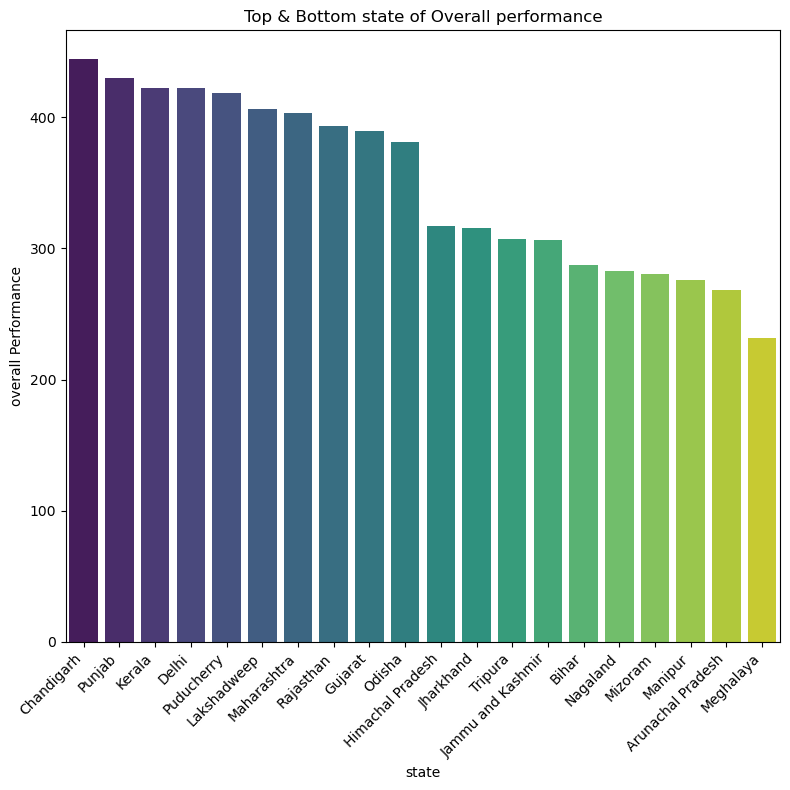 Top & Bottom state of Overall performance
overall Performance
400
300
200
100
0
Chandigarh
Punjab
Kerala
Delhi
Puducherry
Lakshadweep
Maharashtra
Rajasthan
Gujarat
Odisha
Himachal Pradesh
Jharkhand
Tripura
Jammu and Kashmir
Bihar
Nagaland
Mizoram
Manipur
Arunachal Pradesh
Meghalaya
state